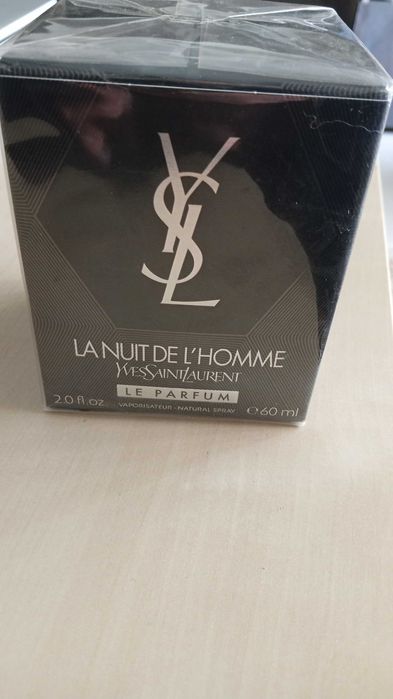 YSL
LA NUIT DE L'HOMME
YVESSAINTLAURENT
LE PARFUM
2.0 fl.oz. VAPORISATEUR - NATURAL SPRAY ℮ 60 ml